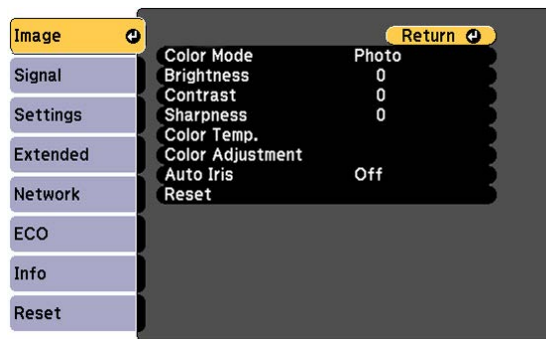 Image
Signal
Settings
Extended
Network
ECO
Info
Reset
Return
Color Mode Photo
Brightness 0
Contrast 0
Sharpness 0
Color Temp.
Color Adjustment
Auto Iris Off
Reset